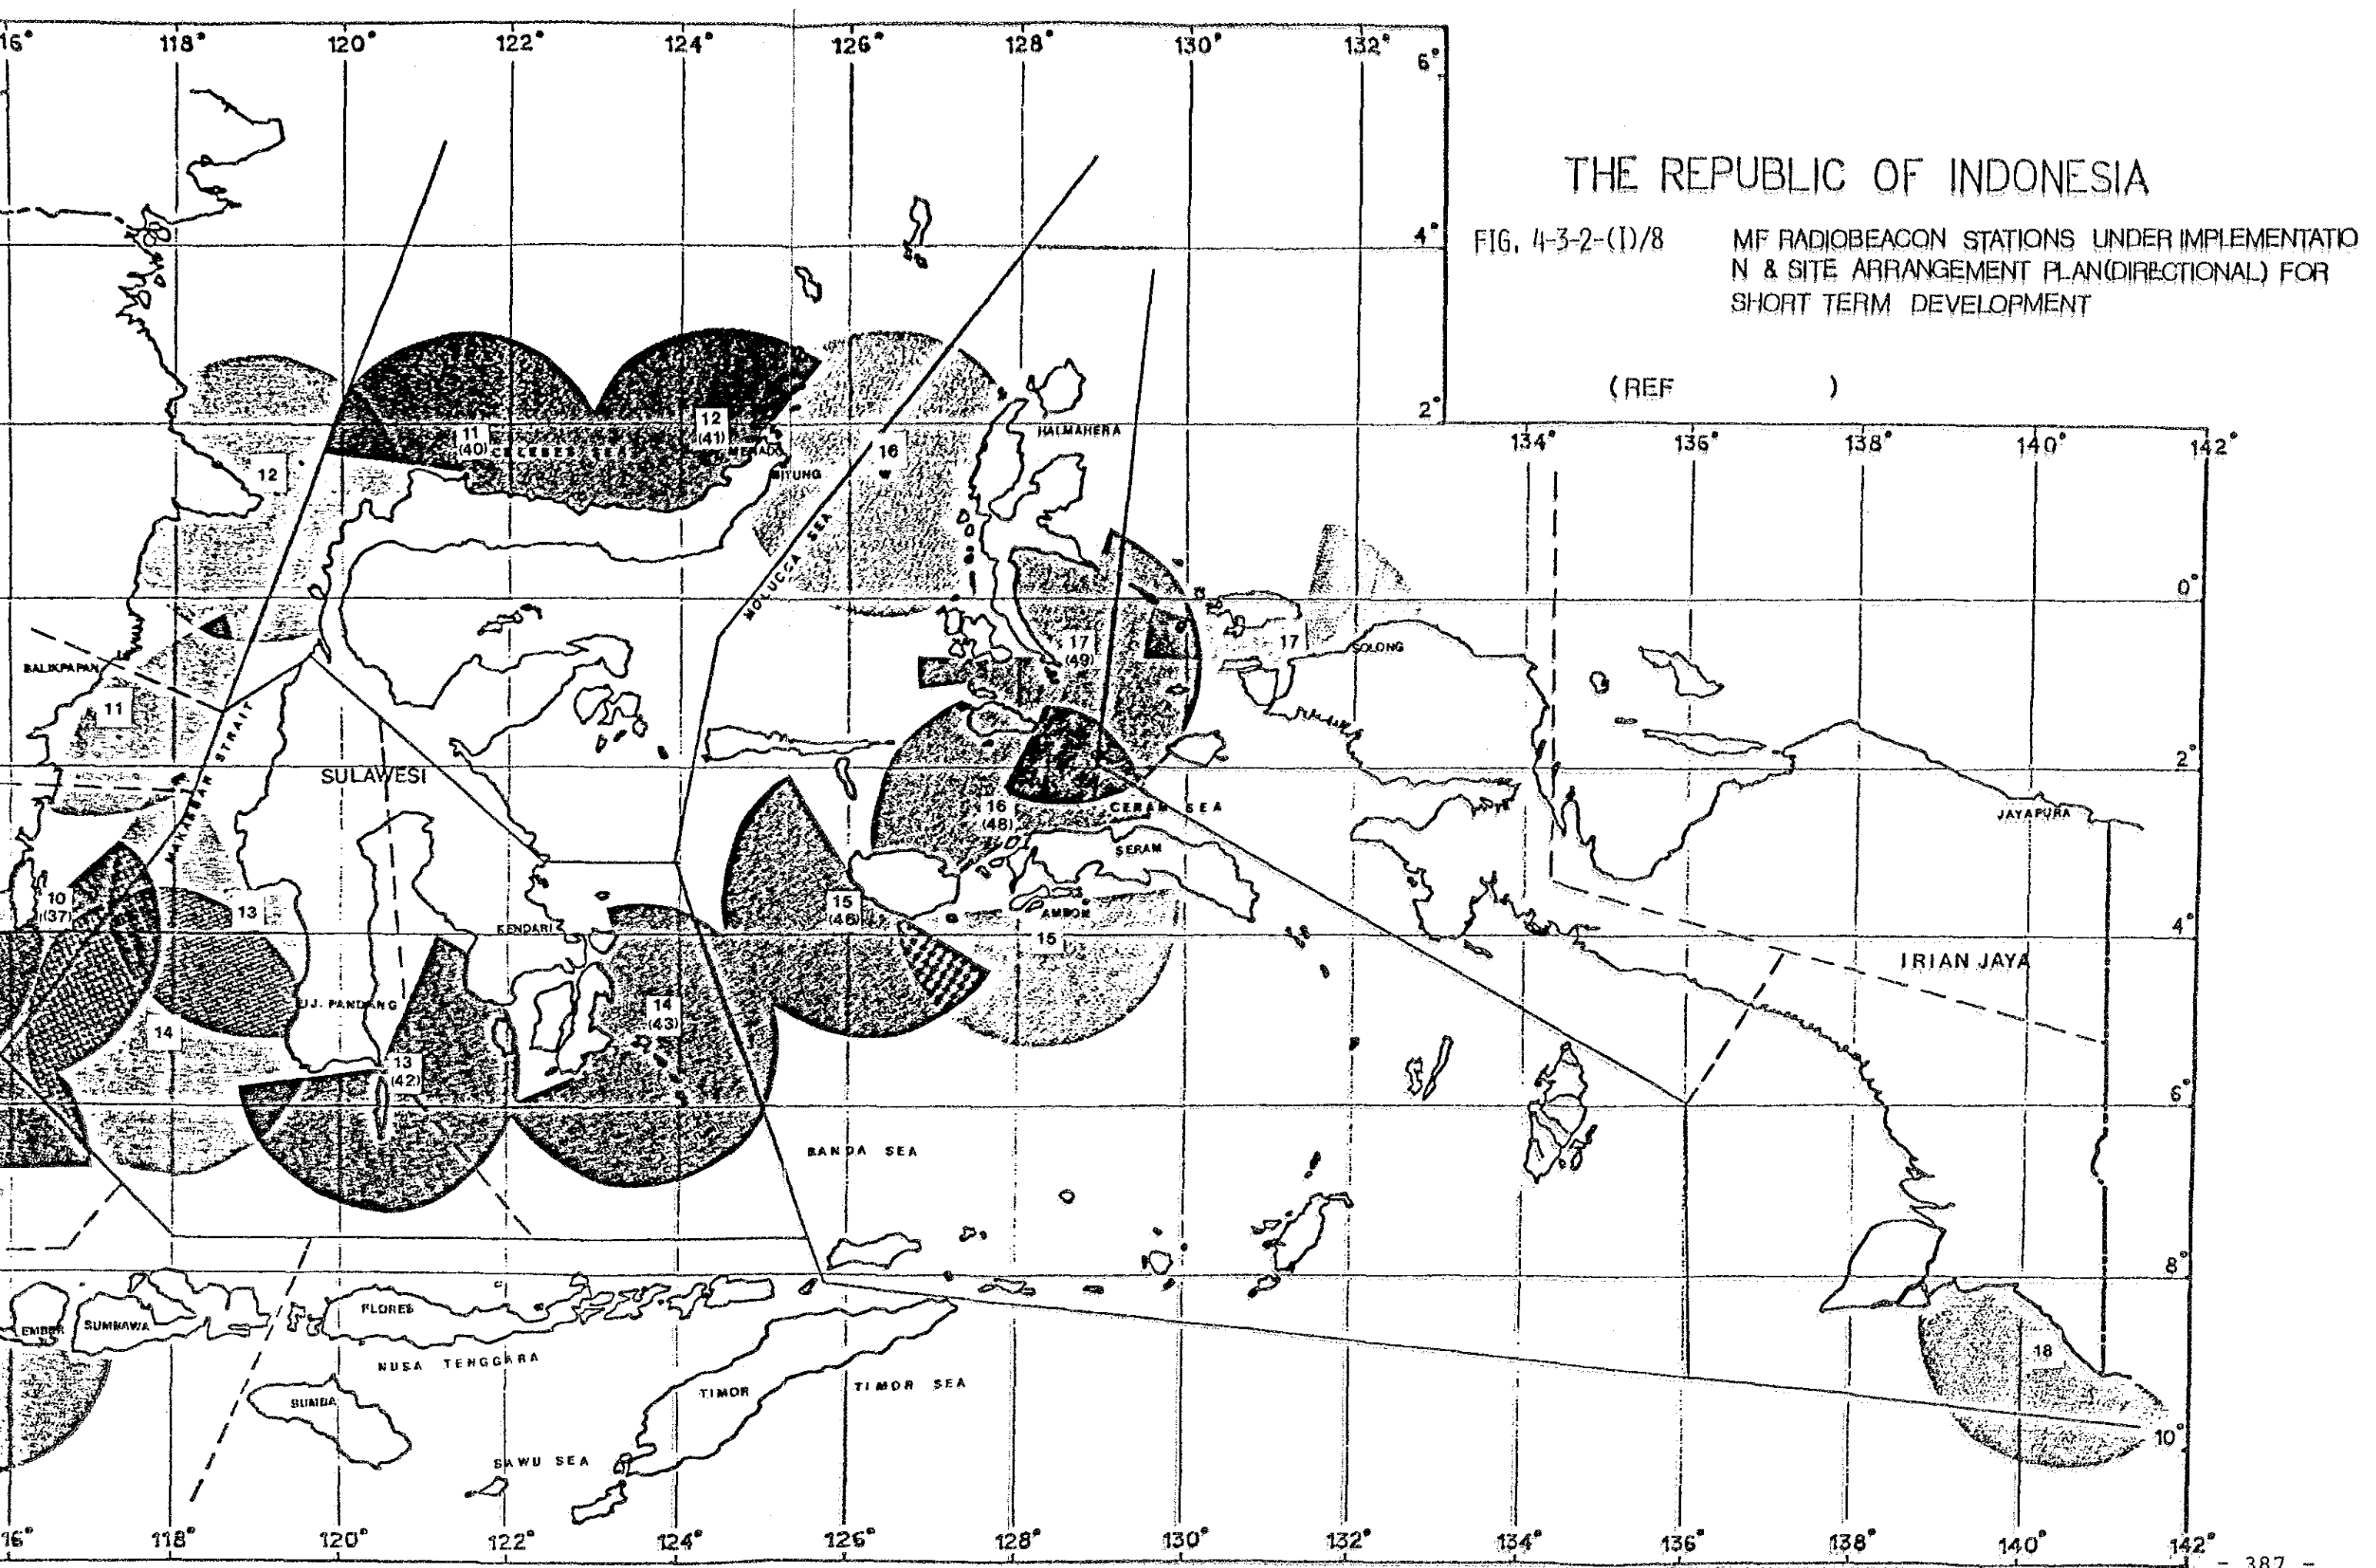 16° 118° 120° 122° 124° 126° 128° 130° 132°
6°
THE REPUBLIC OF INDONESIA
4°
FIG. 4-3-2-(I)/8 MF RADIOBEACON STATIONS UNDER IMPLEMENTATIO
N & SITE ARRANGEMENT PLAN(DIRECTIONAL) FOR
SHORT TERM DEVELOPMENT
(REF )
2°
134° 136° 138° 140° 142°
HALMAHERA
11
(40)
CELEBES SEA
12
(41)
MENADO
BITUNG
16
12
MOLUCCA SEA
0°
17
(49)
17
SOLONG
BALIKPAPAN
11
MAKASSAR STRAIT
SULAWESI
2°
16
(48)
CERAM SEA
JAYAPURA
SERAM
10
(37)
13
15
(46)
AMBON
KENDARI
15
4°
IRIAN JAYA
UJ. PANDANG
14
14
(43)
13
(42)
6°
BANDA SEA
8°
FLORES
EMBER
SUMBAWA
NUSA TENGGARA
18
TIMOR
TIMOR SEA
SUMBA
10°
SAWU SEA
116° 118° 120° 122° 124° 126° 128° 130° 132° 134° 136° 138° 140° 142°
- 387 -